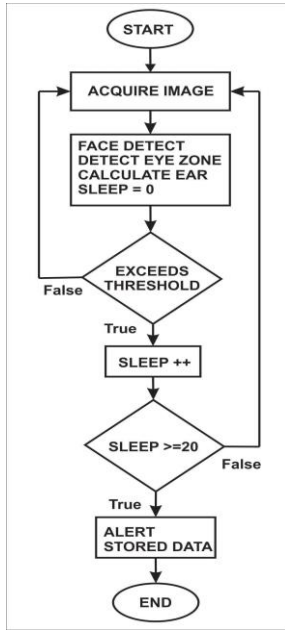 START
ACQUIRE IMAGE
FACE DETECT
DETECT EYE ZONE
CALCULATE EAR
SLEEP = 0
EXCEEDS
THRESHOLD
False
True
SLEEP ++
SLEEP >=20
False
True
ALERT
STORED DATA
END